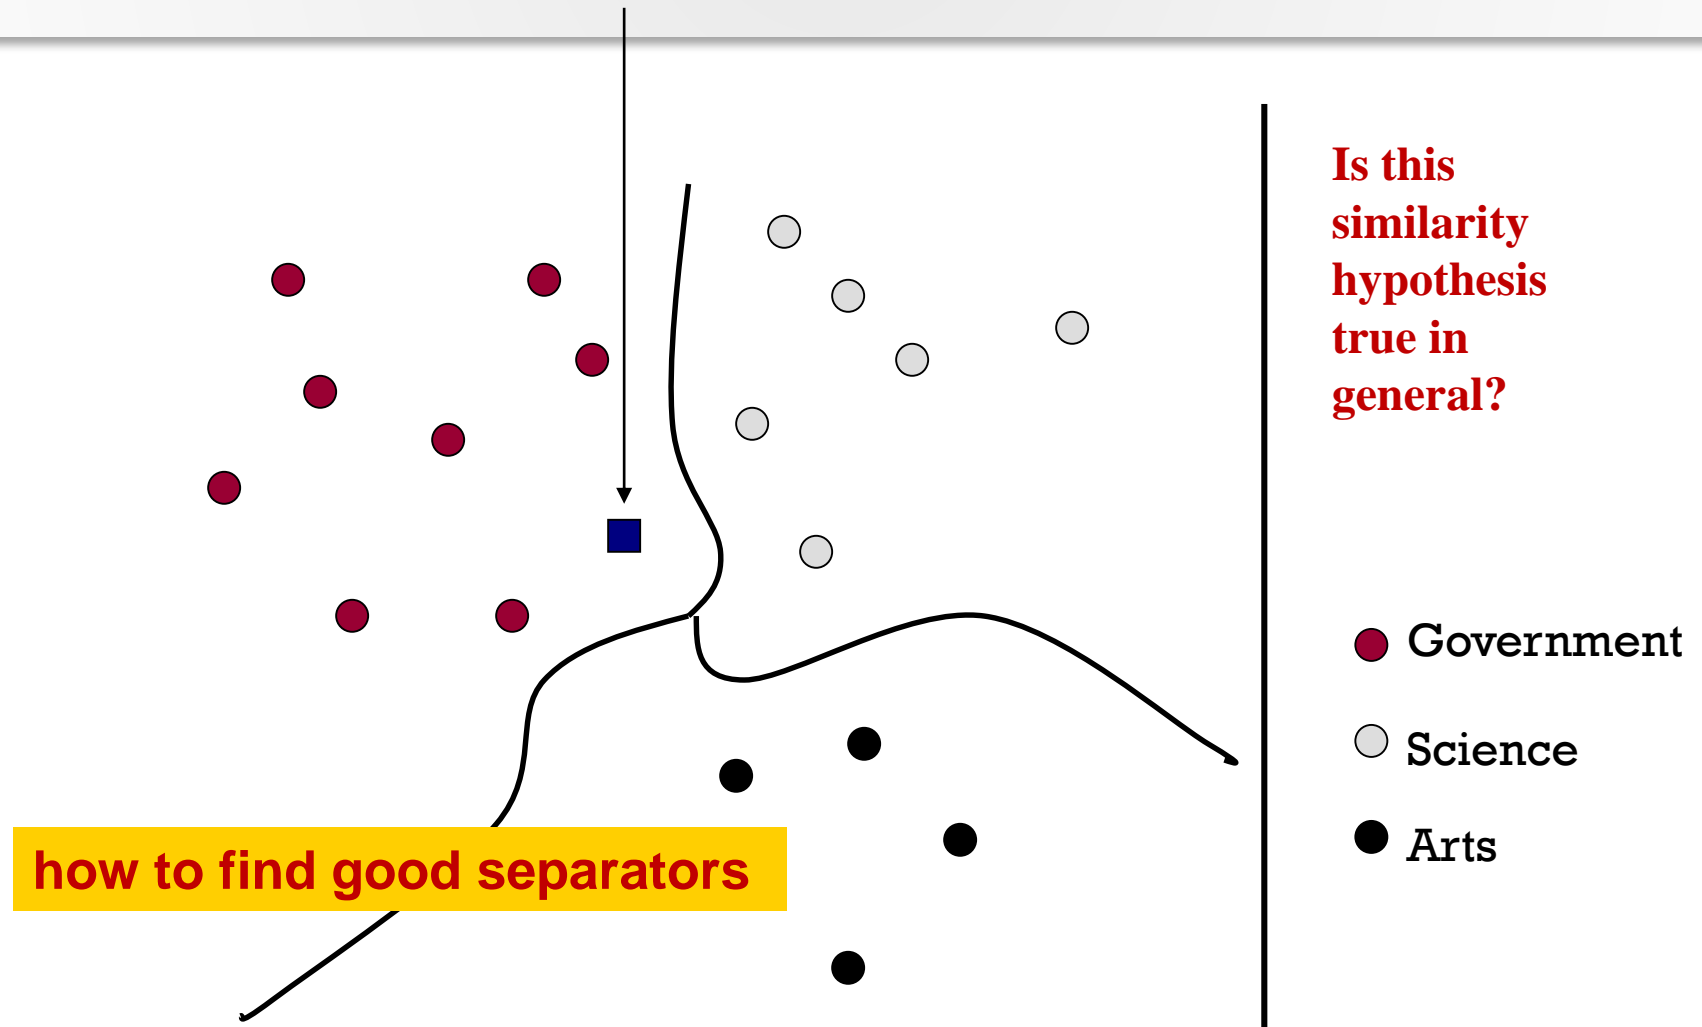 Is this
similarity
hypothesis
true in
general?
Government
Science
Arts
how to find good separators